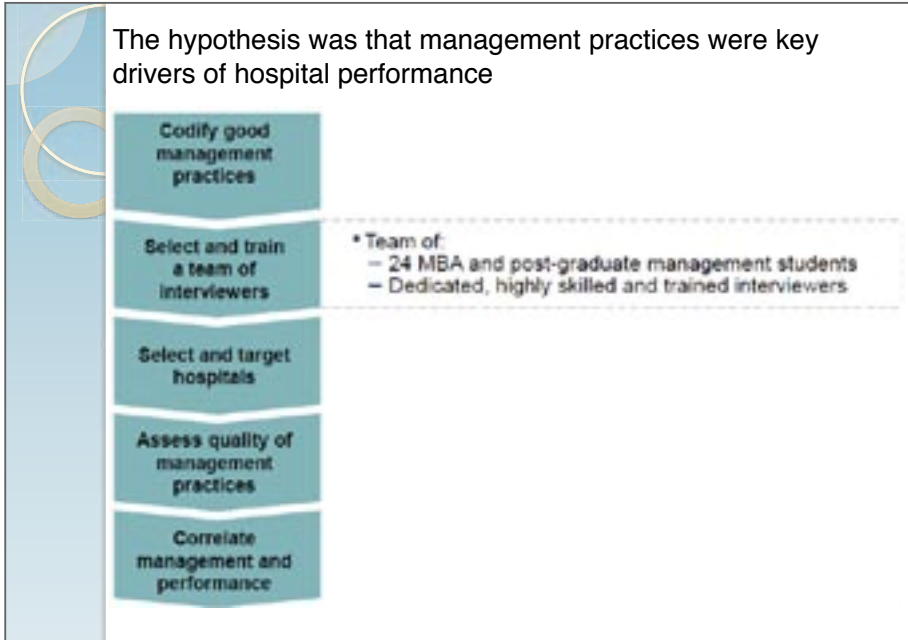 The hypothesis was that management practices were key
drivers of hospital performance
Codify good
management
practices
Select and train
a team of
interviewers
• Team of:
– 24 MBA and post-graduate management students
– Dedicated, highly skilled and trained interviewers
Select and target
hospitals
Assess quality of
management
practices
Correlate
management and
performance